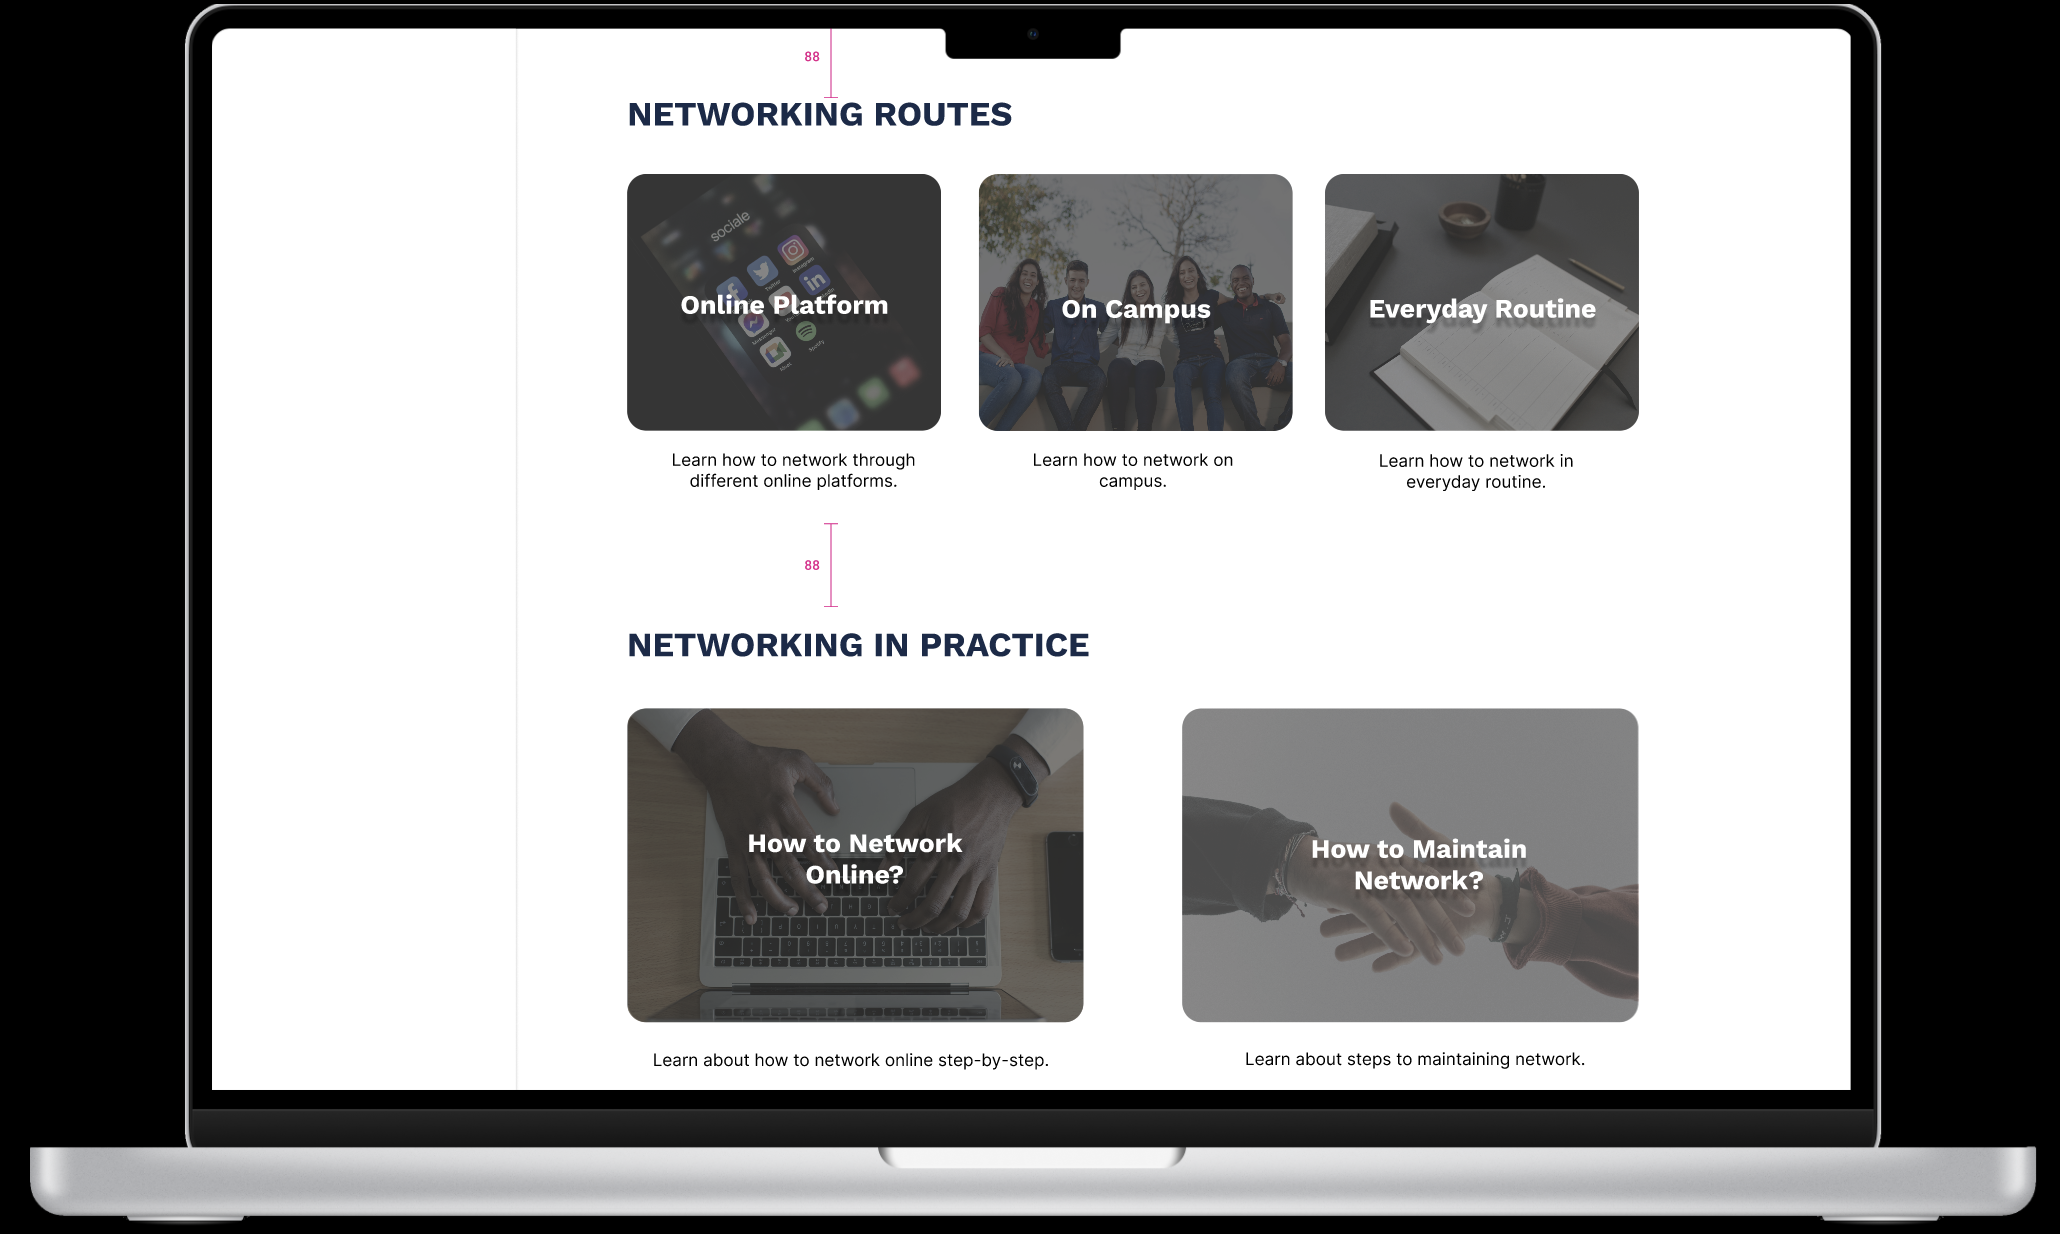 88
NETWORKING ROUTES
sociale
Twitter
Instagram
Spotify
Online Platform
On Campus
Everyday Routine
Learn how to network through
different online platforms.
Learn how to network on
campus.
Learn how to network in
everyday routine.
88
NETWORKING IN PRACTICE
How to Network
Online?
How to Maintain
Network?
Learn about how to network online step-by-step.
Learn about steps to maintaining network.